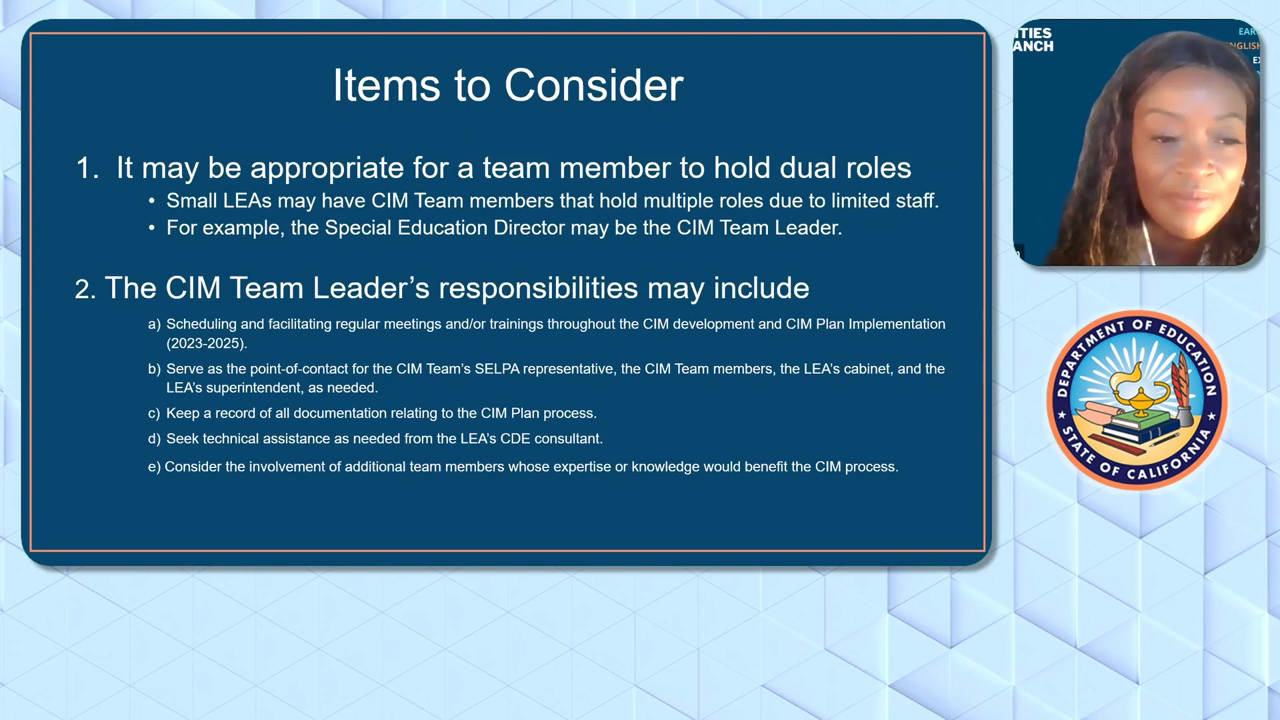 Items to Consider
1. It may be appropriate for a team member to hold dual roles
• Small LEAs may have CIM Team members that hold multiple roles due to limited staff.
• For example, the Special Education Director may be the CIM Team Leader.
2. The CIM Team Leader’s responsibilities may include
a) Scheduling and facilitating regular meetings and/or trainings throughout the CIM development and CIM Plan Implementation
(2023-2025).
b) Serve as the point-of-contact for the CIM Team’s SELPA representative, the CIM Team members, the LEA’s cabinet, and the
LEA’s superintendent, as needed.
c) Keep a record of all documentation relating to the CIM Plan process.
d) Seek technical assistance as needed from the LEA’s CDE consultant.
e) Consider the involvement of additional team members whose expertise or knowledge would benefit the CIM process.
DEPARTMENT OF EDUCATION
STATE OF CALIFORNIA